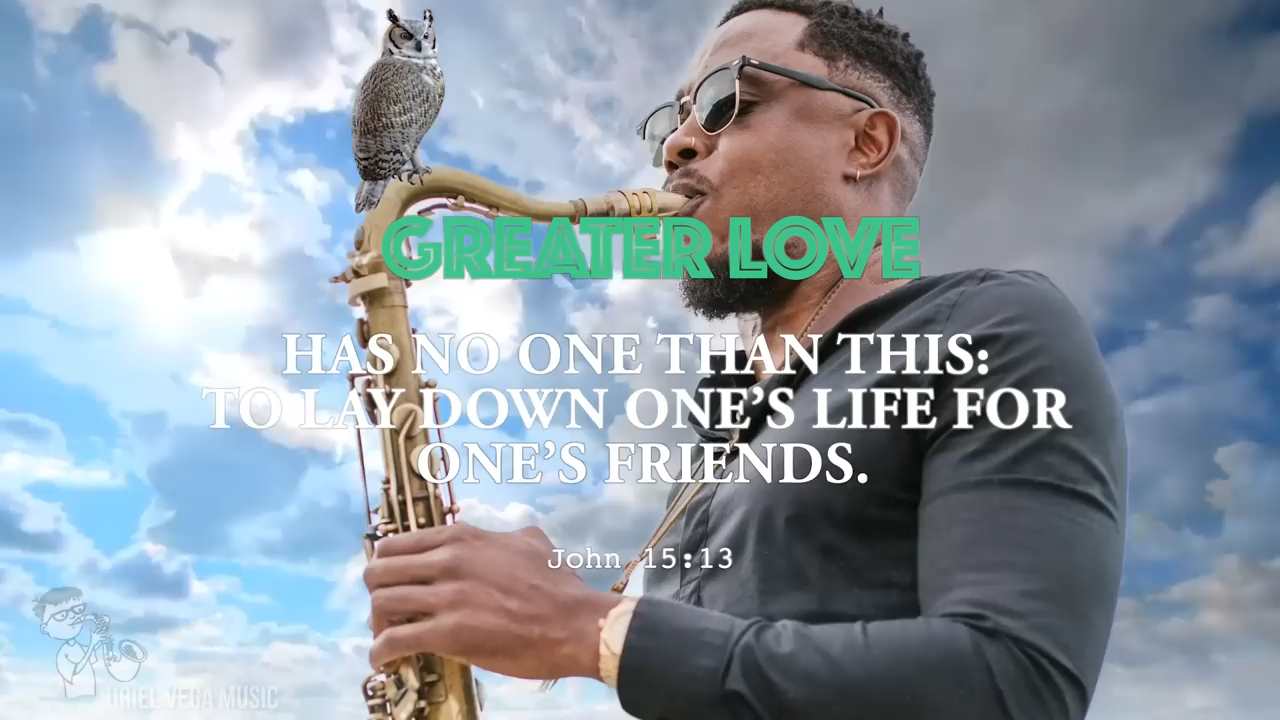 GREATER LOVE
HAS NO ONE THAN THIS:
TO LAY DOWN ONE’S LIFE FOR
ONE’S FRIENDS.
John 15:13
URIEL VEGA MUSIC